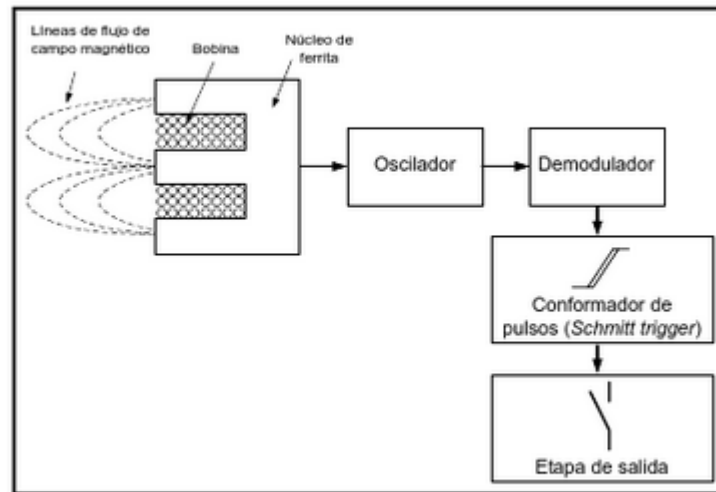 Líneas de flujo de
campo magnético
Bobina
Núcleo de
ferrita
Oscilador
Demodulador
Conformador de
pulsos (Schmitt trigger)
Etapa de salida